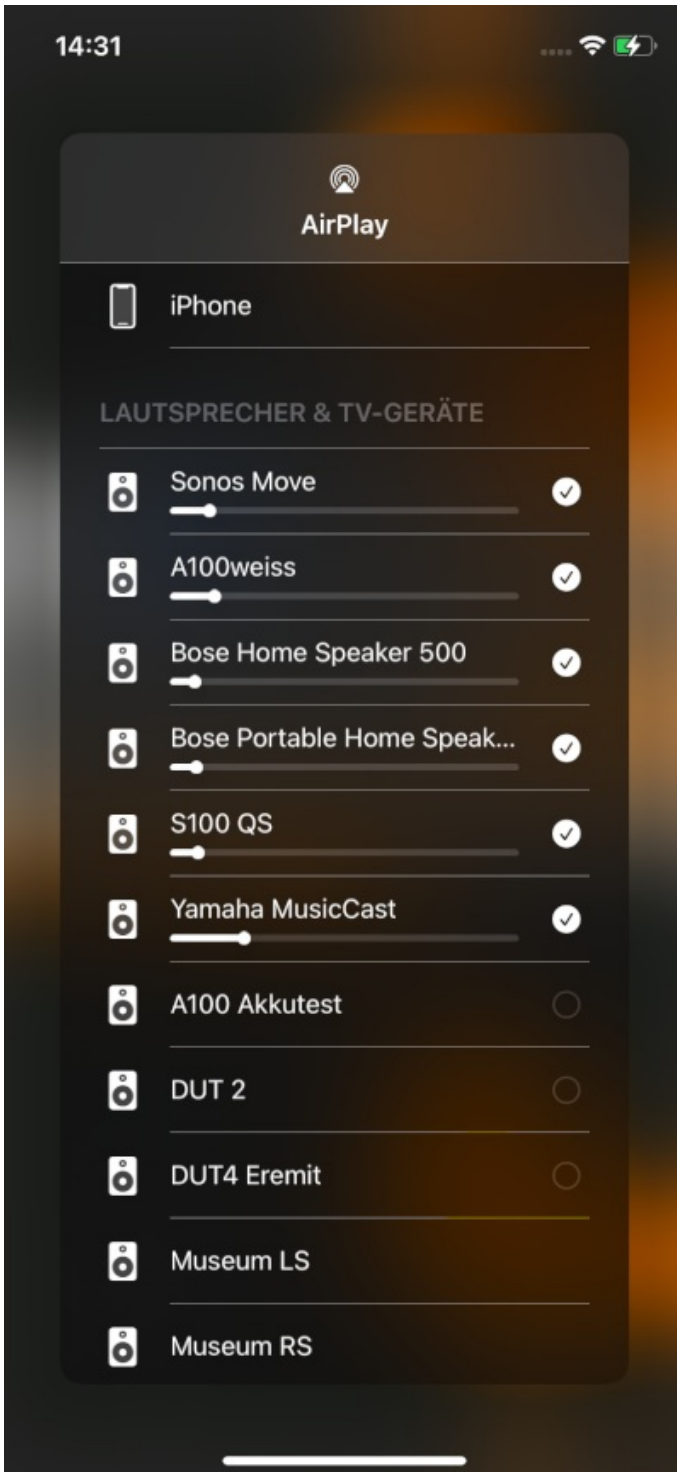 14:31
AirPlay
iPhone
LAUTSPRECHER & TV-GERÄTE
Sonos Move
A100weiss
Bose Home Speaker 500
Bose Portable Home Speak...
S100 QS
Yamaha MusicCast
A100 Akkutest
DUT 2
DUT4 Eremit
Museum LS
Museum RS